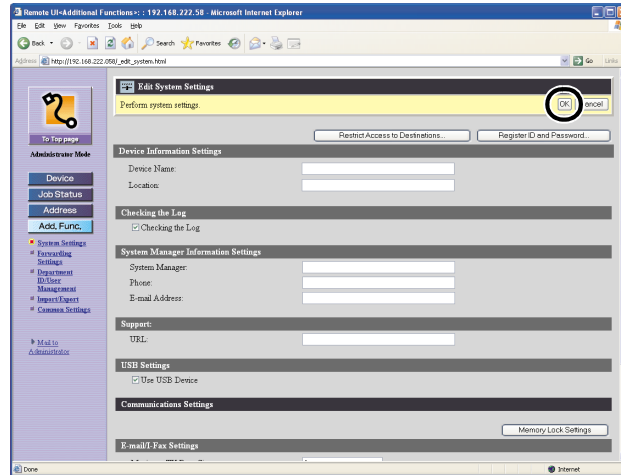 Remote UI<Additional Functions>: : 192.168.222.58 - Microsoft Internet Explorer
File Edit View Favorites Tools Help
Back Search Favorites
Address http://192.168.222.058/_edit_system.html Go Links
Edit System Settings
Perform system settings. OK Cancel
To Top page
Restrict Access to Destinations... Register ID and Password...
Administrator Mode
Device Information Settings
Device Name:
Location:
Device
Job Status
Address
Add, Func,
Checking the Log
Checking the Log
System Settings
Forwarding
Settings
Department
ID/User
Management
Import/Export
Common Settings
System Manager Information Settings
System Manager:
Phone:
E-mail Address:
Support:
URL:
Mail to
Administrator
USB Settings
Use USB Device
Communications Settings
Memory Lock Settings
E-mail/I-Fax Settings
Done Internet